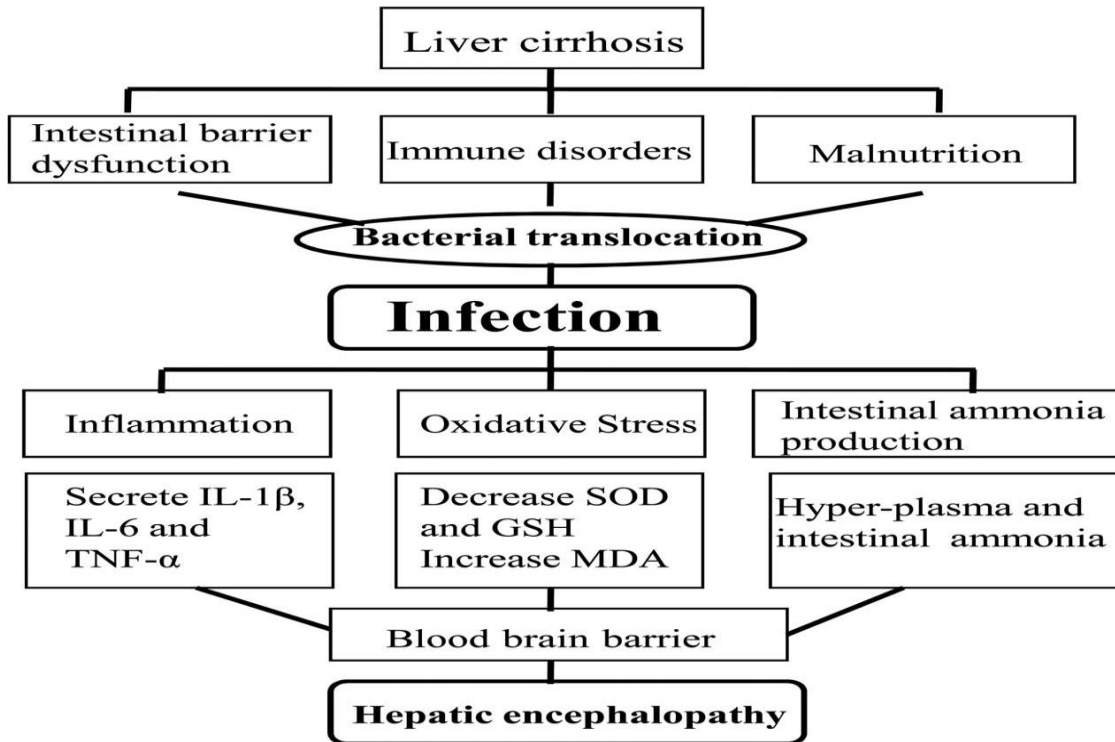 Liver cirrhosis
Intestinal barrier
dysfunction
Immune disorders
Malnutrition
Bacterial translocation
Infection
Inflammation
Oxidative Stress
Intestinal ammonia
production
Secrete IL-1β,
IL-6 and
TNF-α
Decrease SOD
and GSH
Increase MDA
Hyper-plasma and
intestinal ammonia
Blood brain barrier
Hepatic encephalopathy